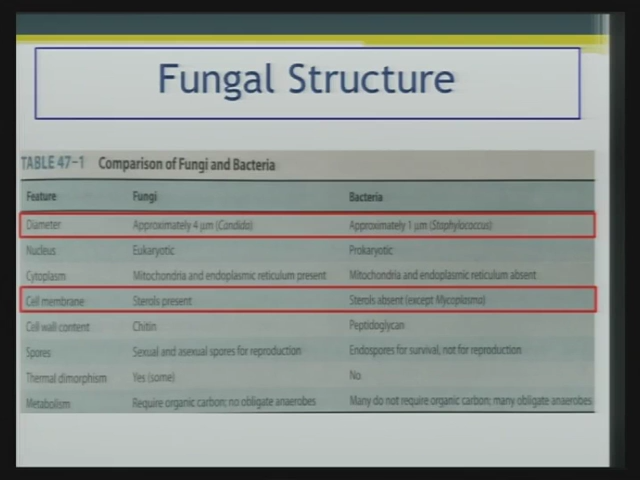 Fungal Structure
TABLE 47-1 Comparison of Fungi and Bacteria
Feature Fungi Bacteria
Diameter Approximately 4 μm (Candida) Approximately 1 μm (Staphylococcus)
Nucleus Eukaryotic Prokaryotic
Cytoplasm Mitochondria and endoplasmic reticulum present Mitochondria and endoplasmic reticulum absent
Cell membrane Sterols present Sterols absent (except Mycoplasma)
Cell wall content Chitin Peptidoglycan
Spores Sexual and asexual spores for reproduction Endospores for survival, not for reproduction
Thermal dimorphism Yes (some) No
Metabolism Require organic carbon; no obligate anaerobes Many do not require organic carbon; many obligate anaerobes